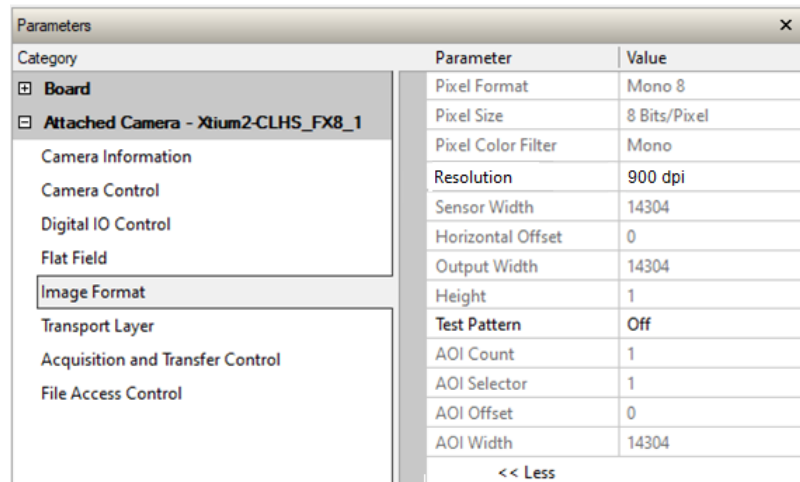 Parameters
Category
Parameter Value
Board
Attached Camera - Xtium2-CLHS_FX8_1
Camera Information
Camera Control
Digital IO Control
Flat Field
Image Format
Transport Layer
Acquisition and Transfer Control
File Access Control
Pixel Format Mono 8
Pixel Size 8 Bits/Pixel
Pixel Color Filter Mono
Resolution 900 dpi
Sensor Width 14304
Horizontal Offset 0
Output Width 14304
Height 1
Test Pattern Off
AOI Count 1
AOI Selector 1
AOI Offset 0
AOI Width 14304
<< Less